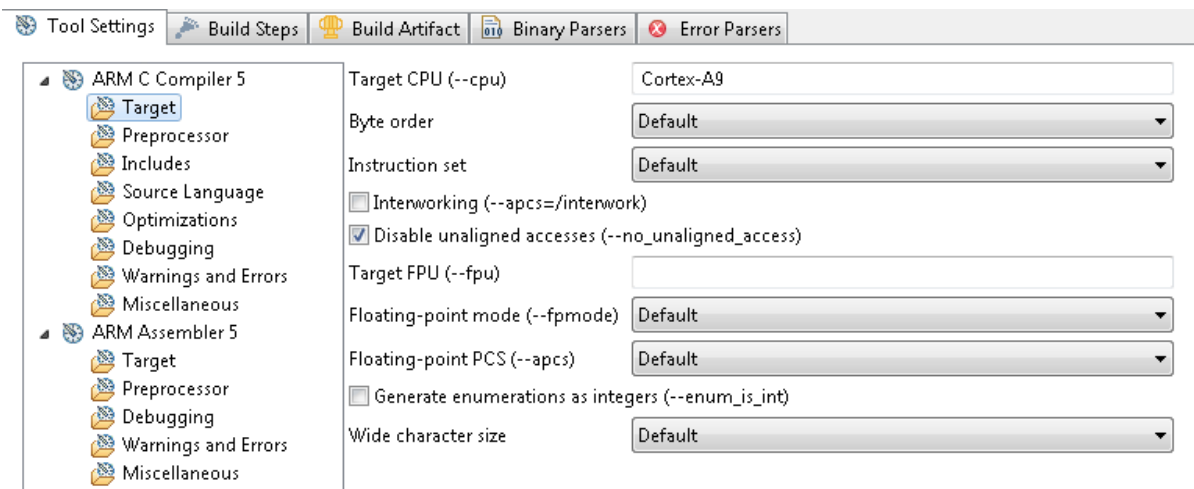 Tool Settings Build Steps Build Artifact Binary Parsers Error Parsers
ARM C Compiler 5
Target
Preprocessor
Includes
Source Language
Optimizations
Debugging
Warnings and Errors
Miscellaneous
ARM Assembler 5
Target
Preprocessor
Debugging
Warnings and Errors
Miscellaneous
Target CPU (--cpu) Cortex-A9
Byte order Default
Instruction set Default
Interworking (--apcs=/interwork)
Disable unaligned accesses (--no_unaligned_access)
Target FPU (--fpu)
Floating-point mode (--fpmode) Default
Floating-point PCS (--apcs) Default
Generate enumerations as integers (--enum_is_int)
Wide character size Default